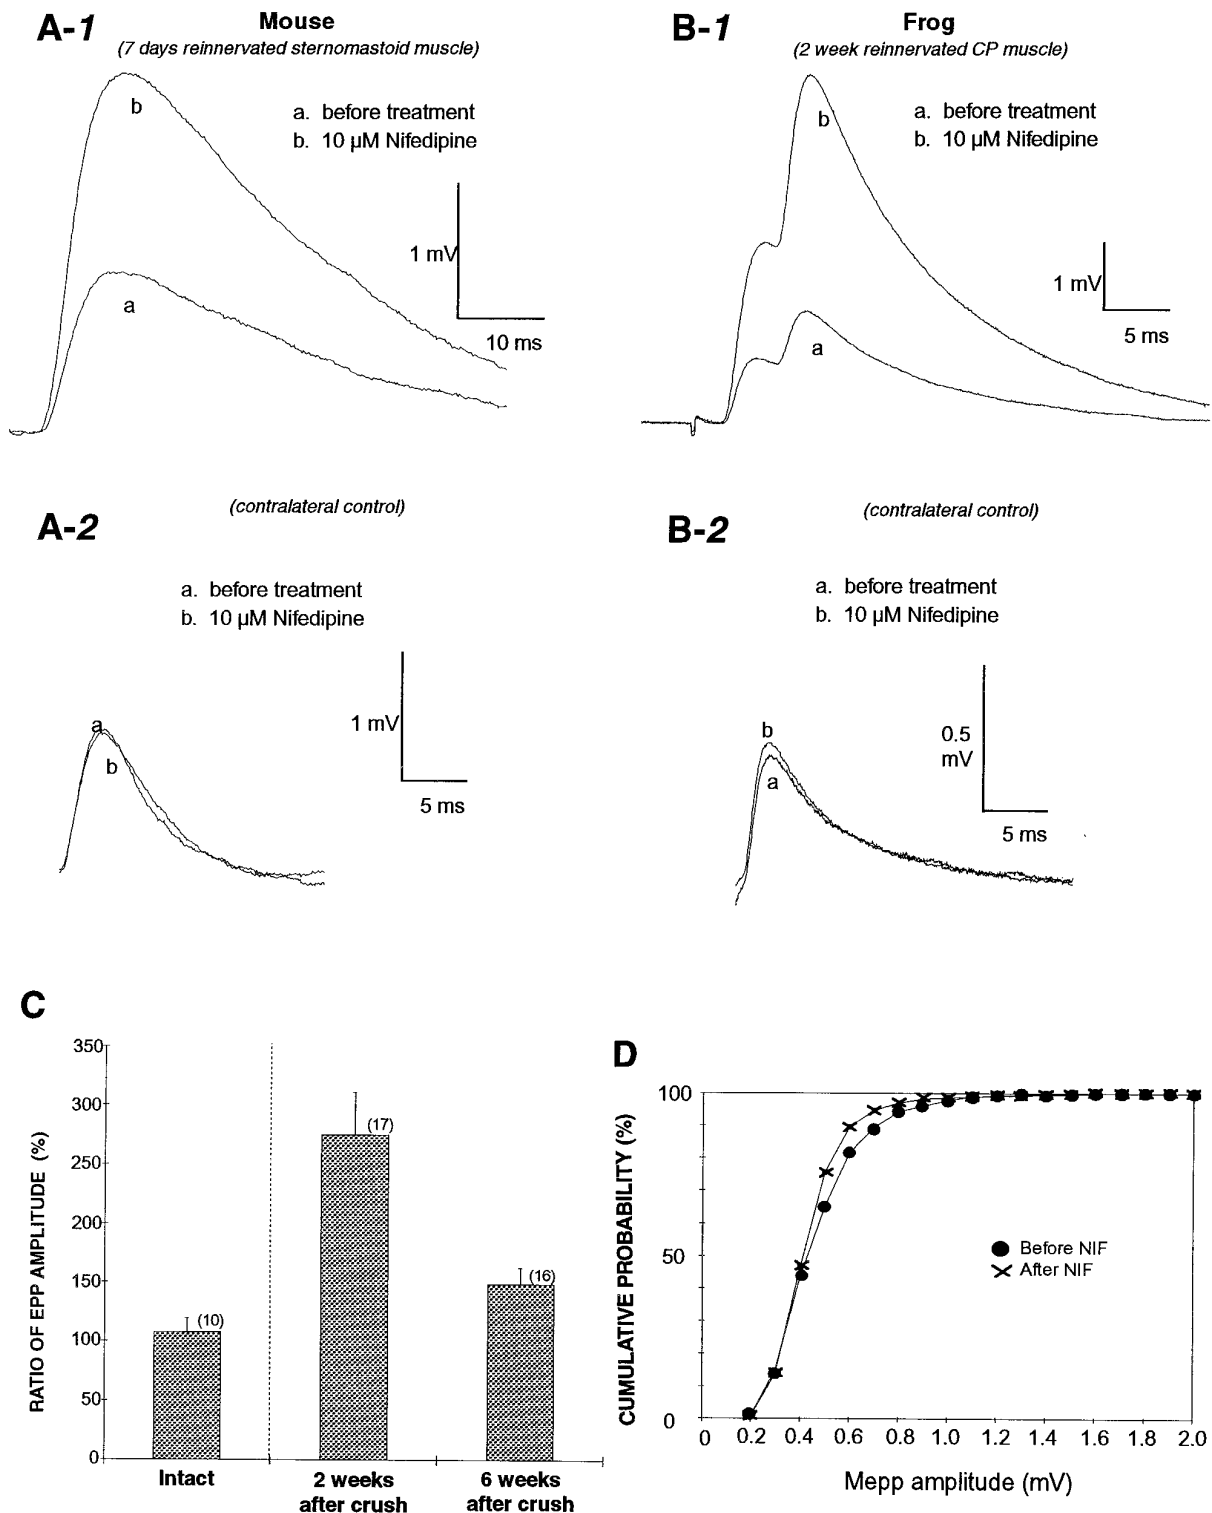 A-1
Mouse
(7 days reinnervated sternomastoid muscle)
b
a. before treatment
b. 10 µM Nifedipine
1 mV
10 ms
a
B-1
Frog
(2 week reinnervated CP muscle)
b
a. before treatment
b. 10 µM Nifedipine
1 mV
5 ms
a
A-2
(contralateral control)
a. before treatment
b. 10 µM Nifedipine
a
b
1 mV
5 ms
B-2
(contralateral control)
a. before treatment
b. 10 µM Nifedipine
b
a
0.5
mV
5 ms
C
RATIO OF EPP AMPLITUDE (%)
350
300
250
200
150
100
50
0
(10)
(17)
(16)
Intact
2 weeks
after crush
6 weeks
after crush
D
CUMULATIVE PROBABILITY (%)
100
50
0
Before NIF
After NIF
0 0.2 0.4 0.6 0.8 1.0 1.2 1.4 1.6 1.8 2.0
Mepp amplitude (mV)